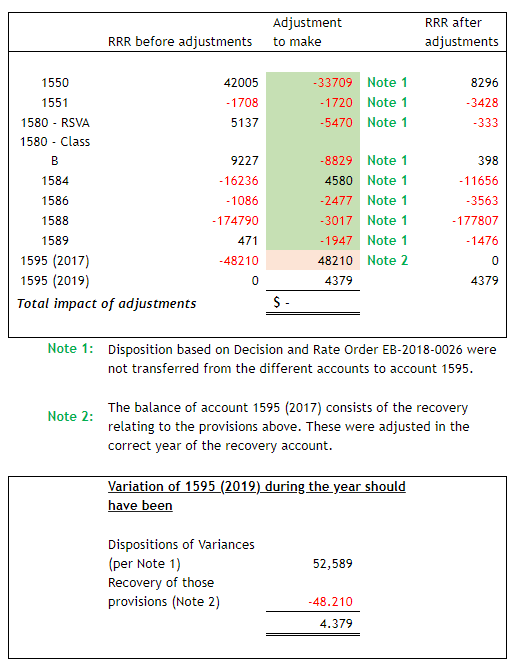 Adjustment RRR after
RRR before adjustments to make adjustments
1550 42005 -33709 Note 1 8296
1551 -1708 -1720 Note 1 -3428
1580 - RSVA 5137 -5470 Note 1 -333
1580 - Class
B 9227 -8829 Note 1 398
1584 -16236 4580 Note 1 -11656
1586 -1086 -2477 Note 1 -3563
1588 -174790 -3017 Note 1 -177807
1589 471 -1947 Note 1 -1476
1595 (2017) -48210 48210 Note 2 0
1595 (2019) 0 4379 4379
Total impact of adjustments $ -
Note 1: Disposition based on Decision and Rate Order EB-2018-0026 were
not transferred from the different accounts to account 1595.
The balance of account 1595 (2017) consists of the recovery
Note 2: relating to the provisions above. These were adjusted in the
correct year of the recovery account.
Variation of 1595 (2019) during the year should
have been
Dispositions of Variances
(per Note 1) 52,589
Recovery of those
provisions (Note 2) -48.210
4.379